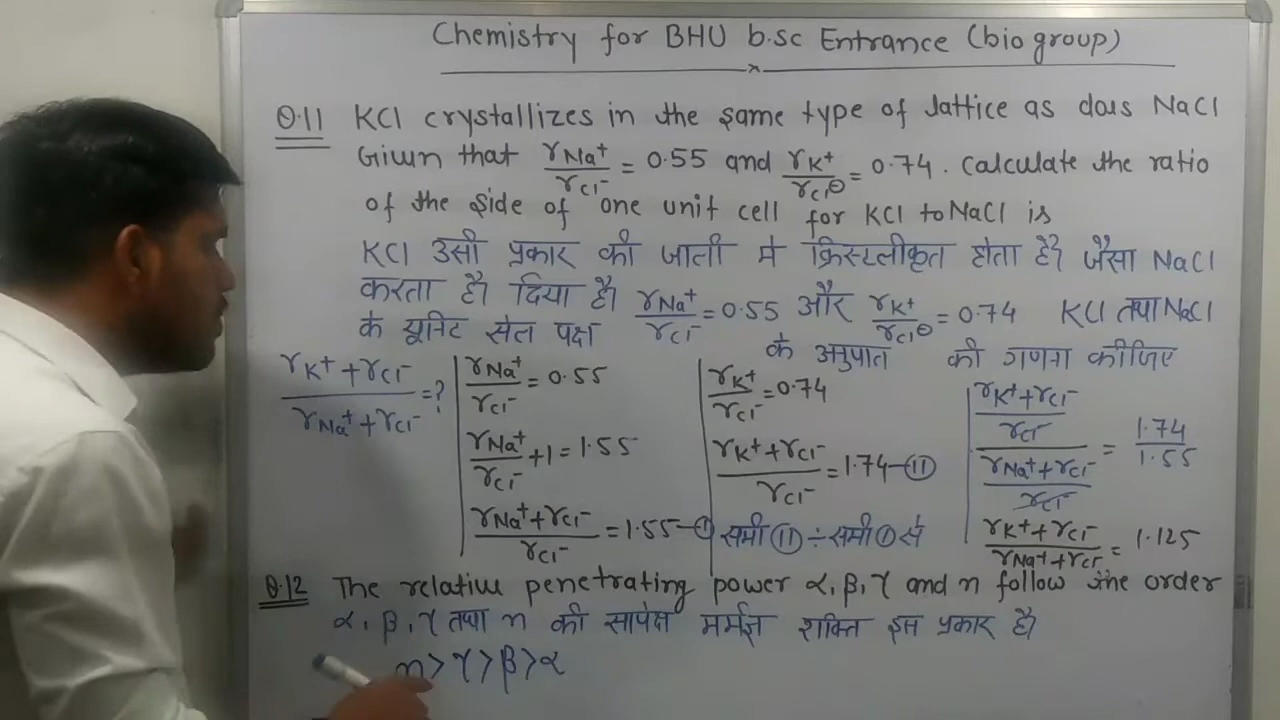 Chemistry for BHU b.sc Entrance (bio group)
Q.11 KCl crystallizes in the same type of lattice as dous NaCl
Given that rNa⁺/rCl⁻ = 0.55 and rK⁺/rCl⊖ = 0.74. Calculate the ratio
of the side of one unit cell for KCl to NaCl is
KCl उसी प्रकार की जाली मे क्रिस्टलीकृत होता है। जैसा NaCl
करता है। दिया है। rNa⁺/rCl⁻ = 0.55 और rK⁺/rCl⊖ = 0.74 KCl तथा NaCl
के यूनिट सेल पक्ष के अनुपात की गणना कीजिए
rK⁺ + rCl⁻ / rNa⁺ + rCl⁻ = ?
rNa⁺/rCl⁻ = 0.55
rNa⁺/rCl⁻ + 1 = 1.55
rNa⁺ + rCl⁻ / rCl⁻ = 1.55 — Ⓘ
rK⁺/rCl⁻ = 0.74
rK⁺ + rCl⁻ / rCl⁻ = 1.74 — ⓘⓘ
समी ⓘⓘ ÷ समी ⓘ से
(rK⁺ + rCl⁻ / rCl⁻) / (rNa⁺ + rCl⁻ / rCl⁻) = 1.74/1.55
rK⁺ + rCl⁻ / rNa⁺ + rCl⁻ = 1.125
Q.12 The relative penetrating power α, β, γ and n follow the order
α, β, γ तथा n की सापेक्ष मर्मज्ञ शक्ति इस प्रकार है।
n > γ > β > α